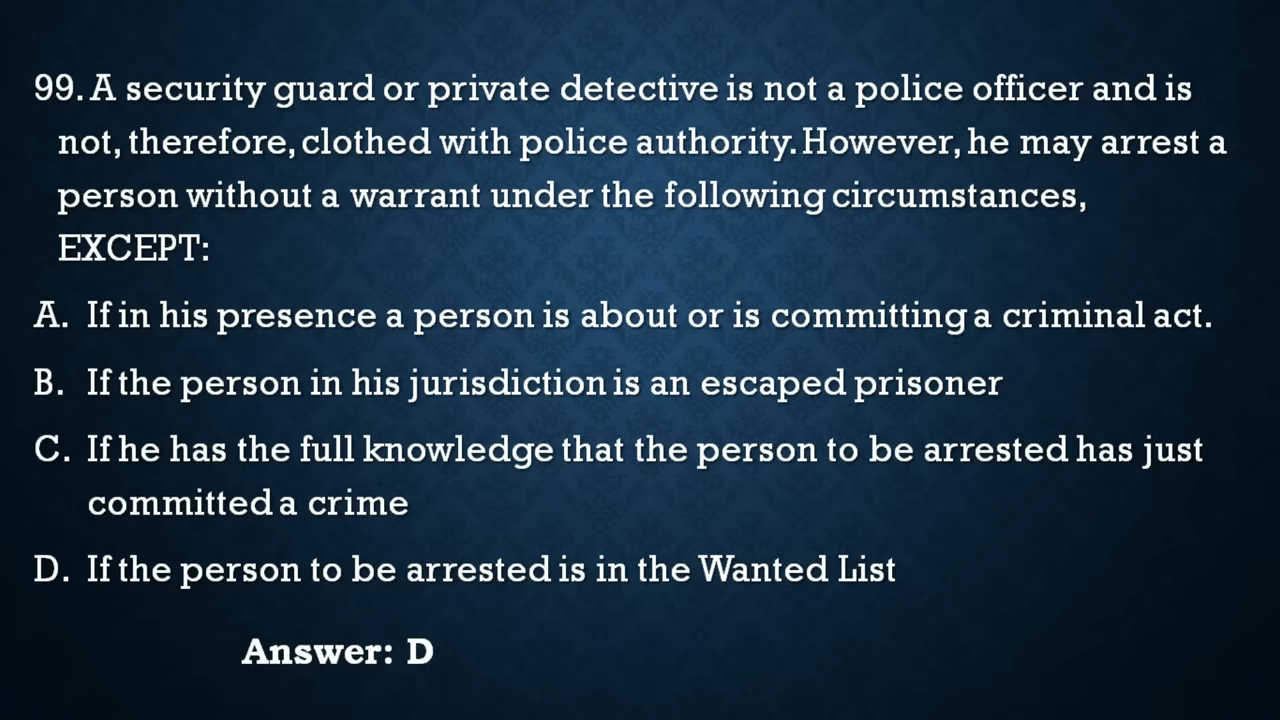 99. A security guard or private detective is not a police officer and is
not, therefore, clothed with police authority. However, he may arrest a
person without a warrant under the following circumstances,
EXCEPT:
A. If in his presence a person is about or is committing a criminal act.
B. If the person in his jurisdiction is an escaped prisoner
C. If he has the full knowledge that the person to be arrested has just
committed a crime
D. If the person to be arrested is in the Wanted List
Answer: D